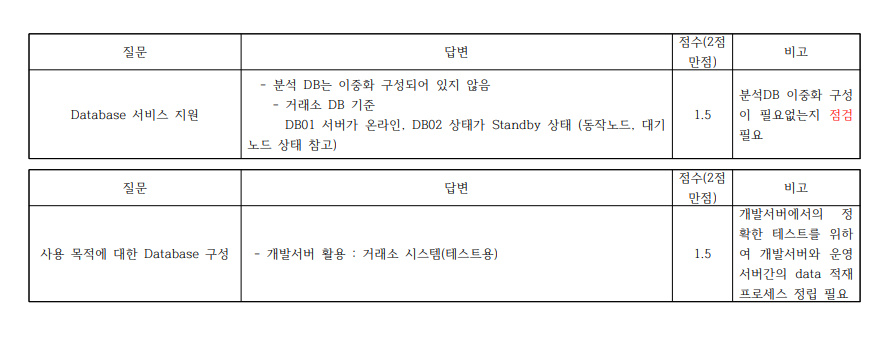 질문 답변 점수(2점 만점) 비고
Database 서비스 지원
- 분석 DB는 이중화 구성되어 있지 않음
- 거래소 DB 기준
DB01 서버가 온라인, DB02 상태가 Standby 상태 (동작노드, 대기
노드 상태 참고)
1.5
분석DB 이중화 구성
이 필요없는지 점검
필요
질문 답변 점수(2점 만점) 비고
사용 목적에 대한 Database 구성
- 개발서버 활용 : 거래소 시스템(테스트용)
1.5
개발서버에서의 정
확한 테스트를 위하
여 개발서버와 운영
서버간의 data 적재
프로세스 정립 필요